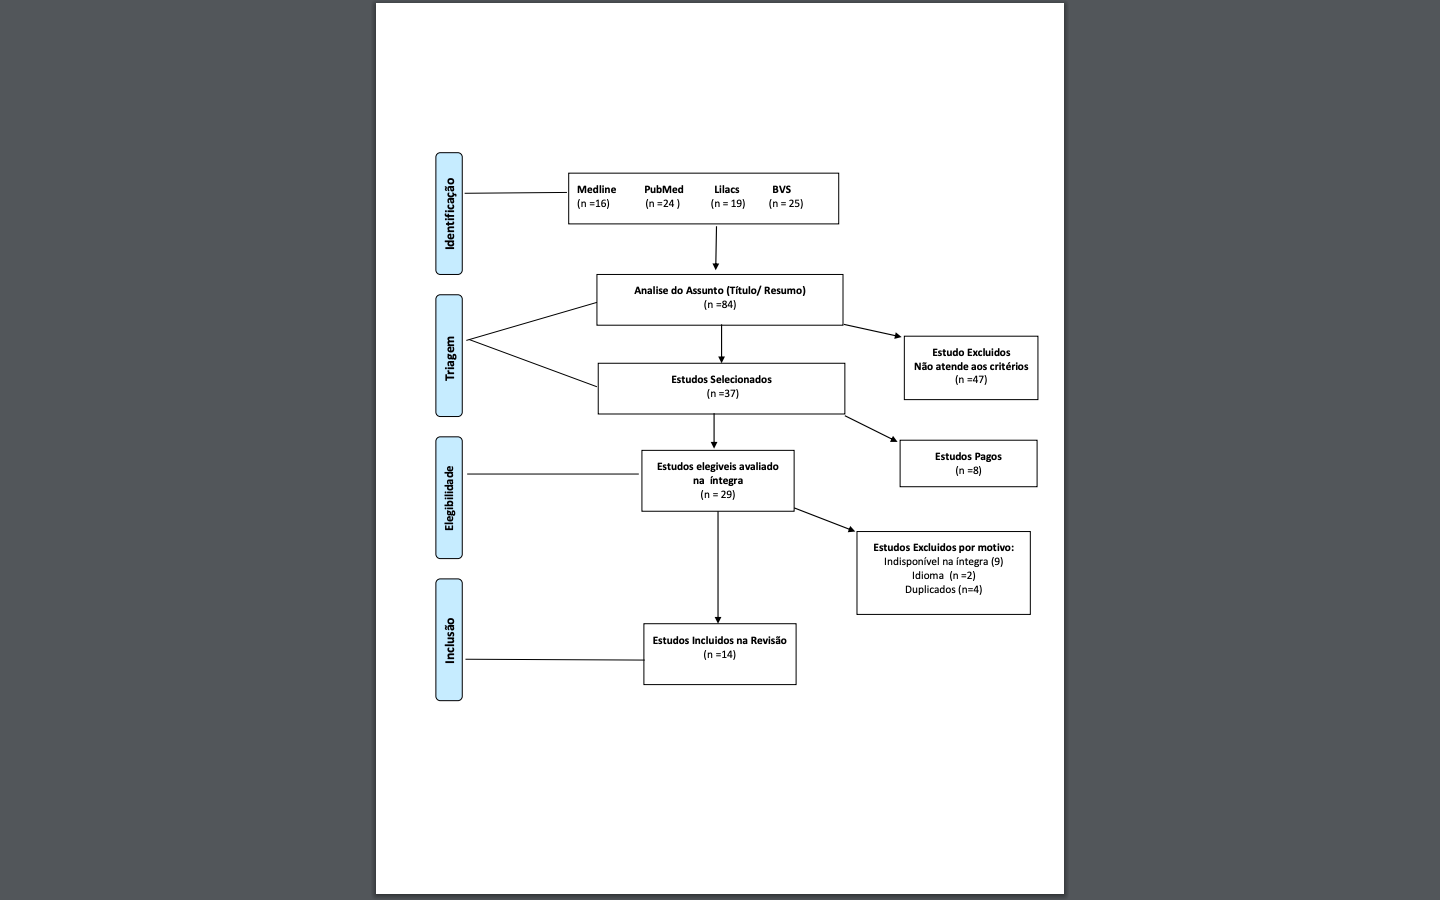 Identificação
Medline PubMed Lilacs BVS
(n =16) (n =24 ) (n = 19) (n = 25)
Analise do Assunto (Título/ Resumo)
(n =84)
Triagem
Estudo Excluidos
Não atende aos critérios
(n =47)
Estudos Selecionados
(n =37)
Estudos Pagos
(n =8)
Elegibilidade
Estudos elegiveis avaliado
na íntegra
(n = 29)
Estudos Excluidos por motivo:
Indisponível na íntegra (9)
Idioma (n =2)
Duplicados (n=4)
Inclusão
Estudos Incluidos na Revisão
(n =14)